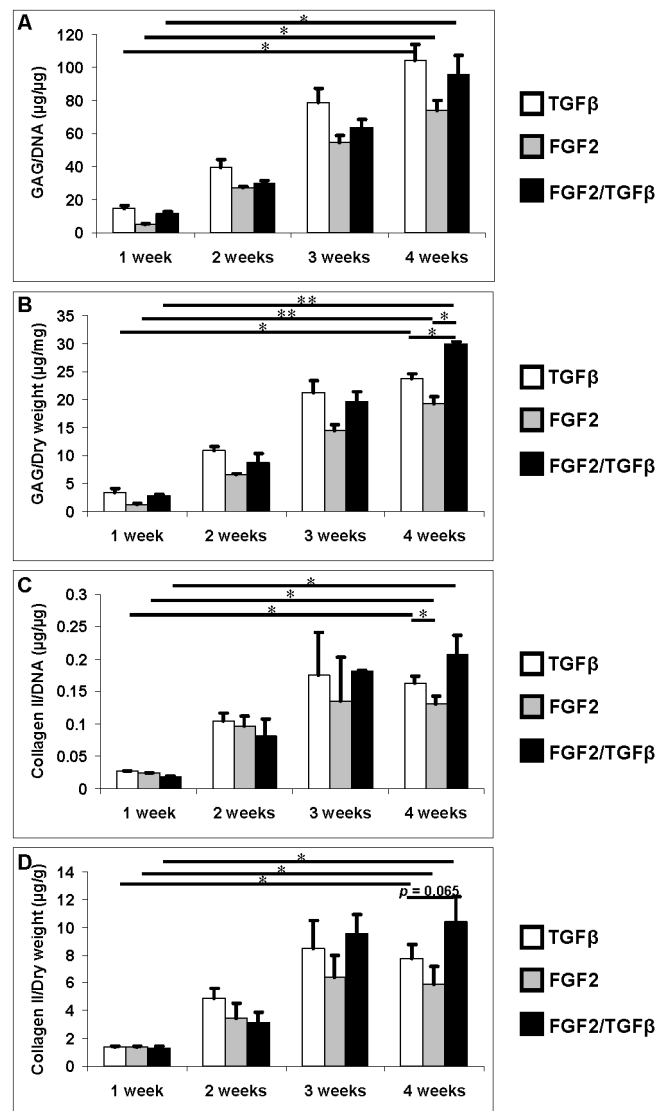 A
*
*
*
120
100
80
60
40
20
0
GAG/DNA (µg/µg)
1 week 2 weeks 3 weeks 4 weeks
TGFβ
FGF2
FGF2/TGFβ
B
**
** *
* *
35
30
25
20
15
10
5
0
GAG/Dry weight (µg/mg)
1 week 2 weeks 3 weeks 4 weeks
TGFβ
FGF2
FGF2/TGFβ
C
*
*
* *
0.3
0.25
0.2
0.15
0.1
0.05
0
Collagen II/DNA (µg/µg)
1 week 2 weeks 3 weeks 4 weeks
TGFβ
FGF2
FGF2/TGFβ
D
*
*
*
p = 0.065
14
12
10
8
6
4
2
0
Collagen II/Dry weight (µg/g)
1 week 2 weeks 3 weeks 4 weeks
TGFβ
FGF2
FGF2/TGFβ